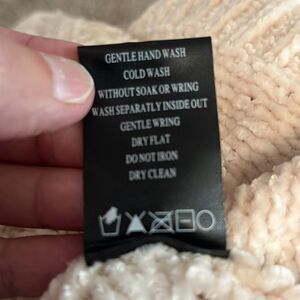 GENTLE HAND WASH
COLD WASH
WITHOUT SOAK OR WRING
WASH SEPARATLY INSIDE OUT
GENTLE WRING
DRY FLAT
DO NOT IRON
DRY CLEAN